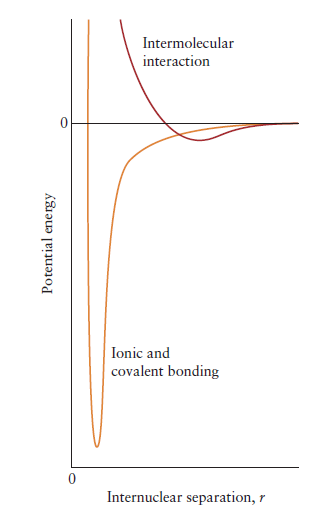 Intermolecular
interaction
0
Potential energy
Ionic and
covalent bonding
0
Internuclear separation, r